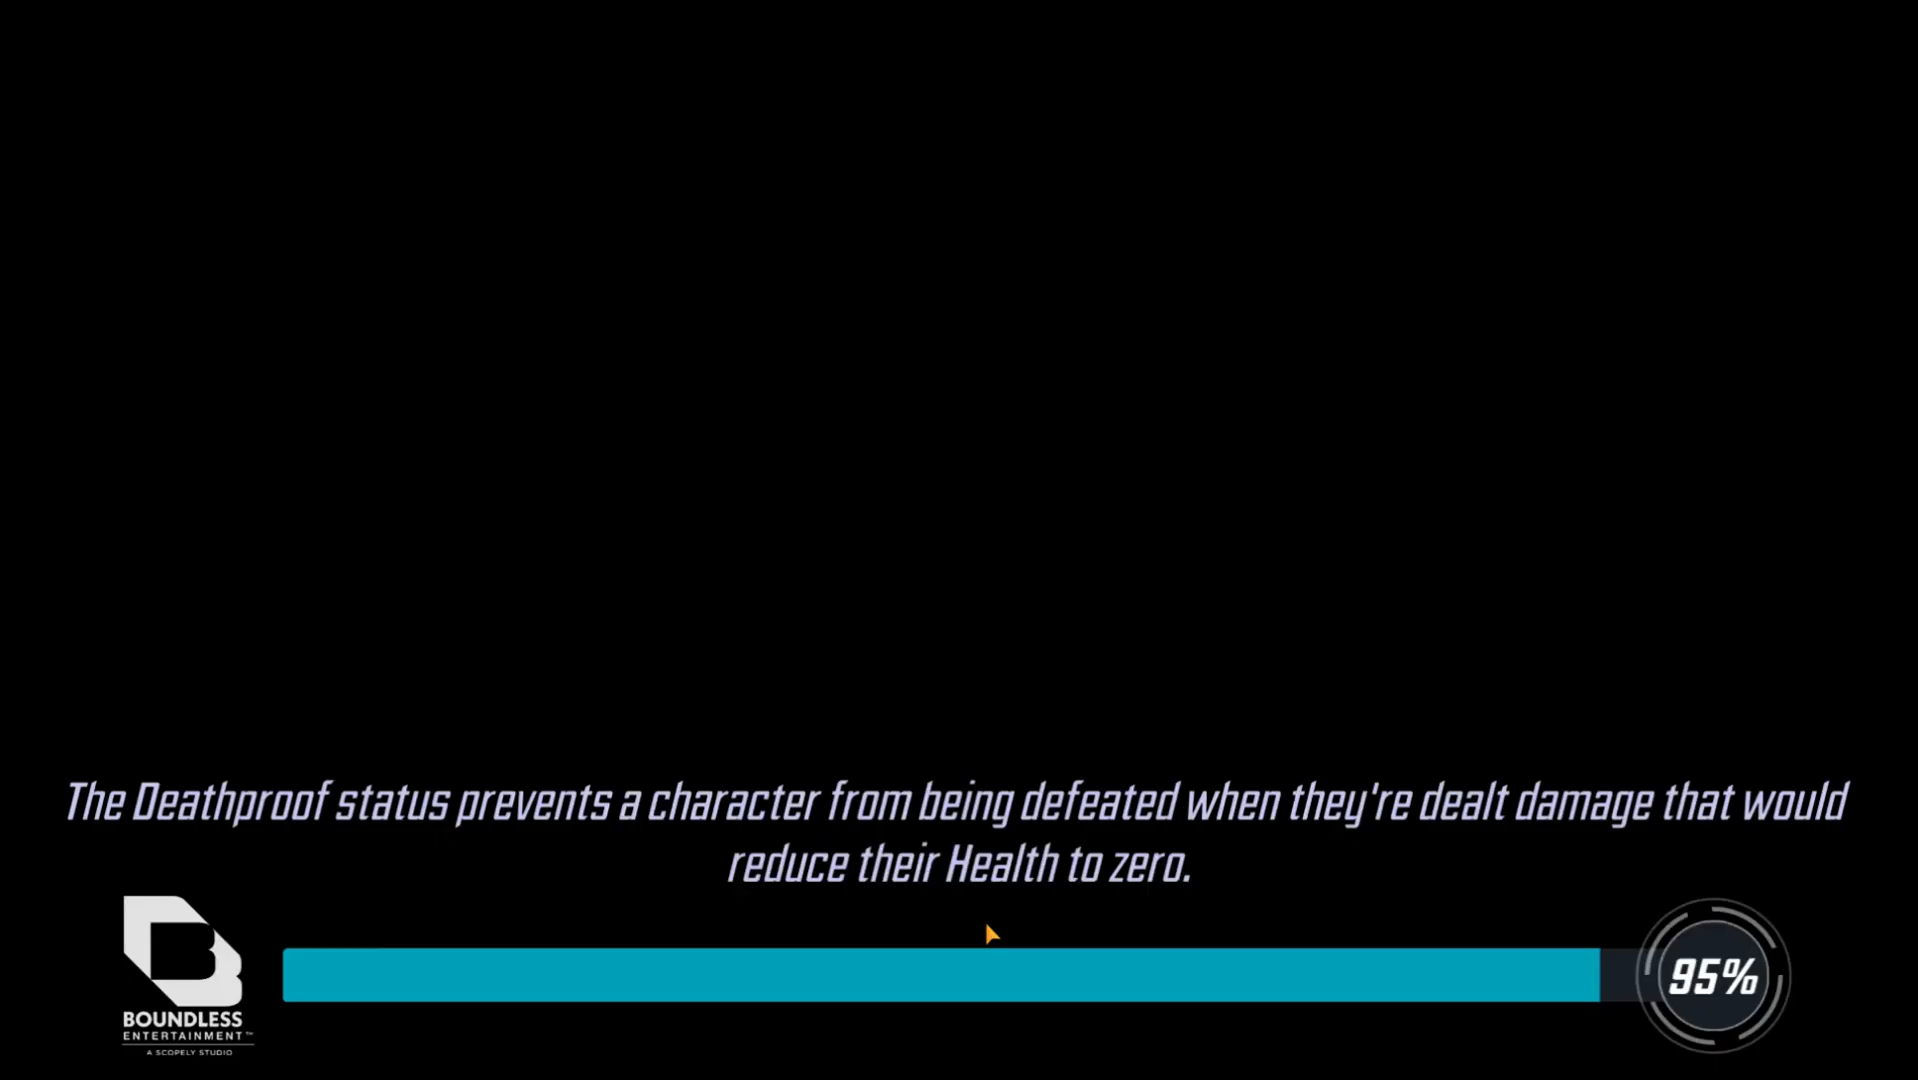 The Deathproof status prevents a character from being defeated when they're dealt damage that would
reduce their Health to zero.
95%
BOUNDLESS
ENTERTAINMENT™
A SCOPELY STUDIO